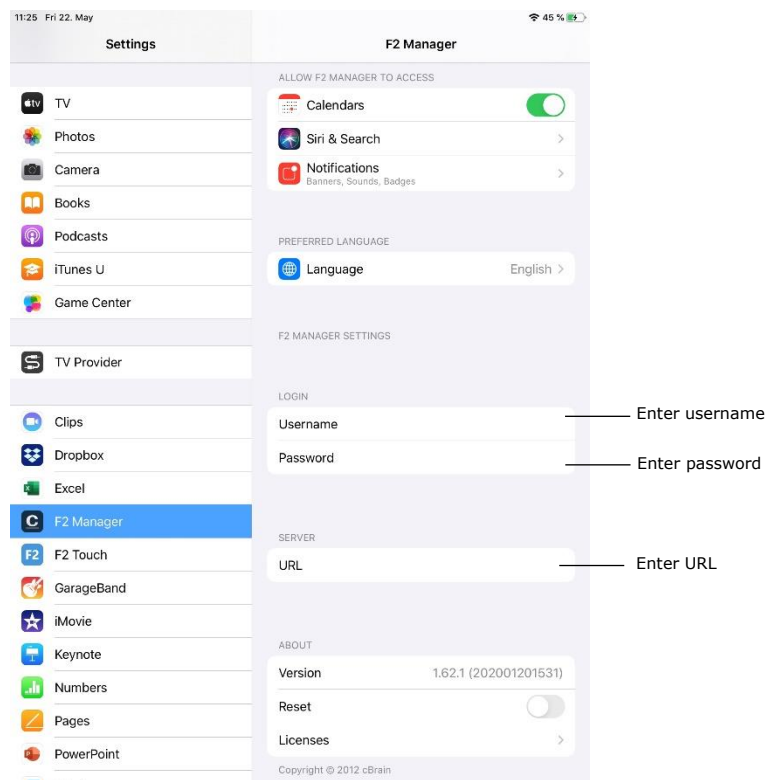 11:25 Fri 22. May
45 %
Settings
F2 Manager
tv
TV
Photos
Camera
Books
Podcasts
iTunes U
Game Center
TV Provider
Clips
Dropbox
Excel
C F2 Manager
F2 F2 Touch
GarageBand
iMovie
Keynote
Numbers
Pages
PowerPoint
ALLOW F2 MANAGER TO ACCESS
Calendars
Siri & Search
Notifications
Banners, Sounds, Badges
PREFERRED LANGUAGE
Language English
F2 MANAGER SETTINGS
LOGIN
Username
Enter username
Password
Enter password
SERVER
URL
Enter URL
ABOUT
Version 1.62.1 (202001201531)
Reset
Licenses
Copyright © 2012 cBrain